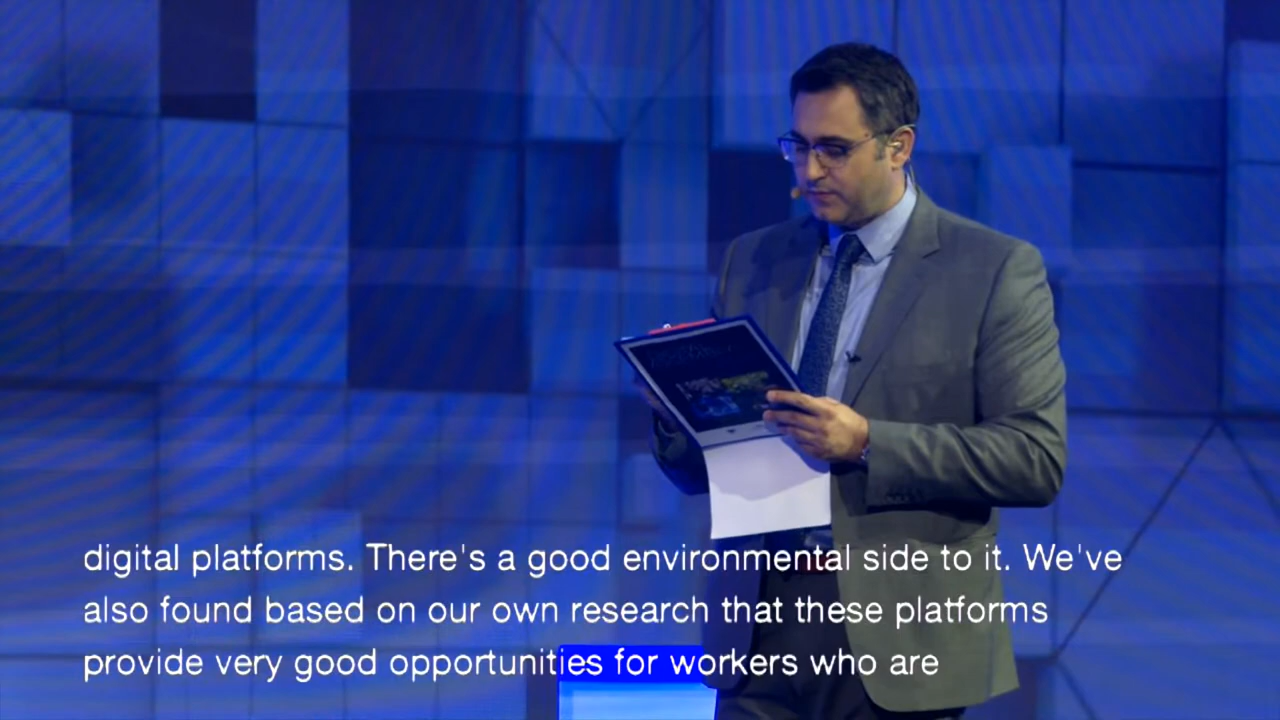 digital platforms. There's a good environmental side to it. We've
also found based on our own research that these platforms
provide very good opportunities for workers who are